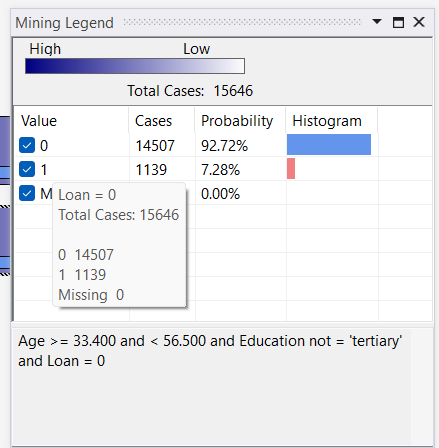 Mining Legend
High Low
Total Cases: 15646
Value Cases Probability Histogram
0 14507 92.72%
1 1139 7.28%
M 0.00%
Loan = 0
Total Cases: 15646
0 14507
1 1139
Missing 0
Age >= 33.400 and < 56.500 and Education not = 'tertiary'
and Loan = 0